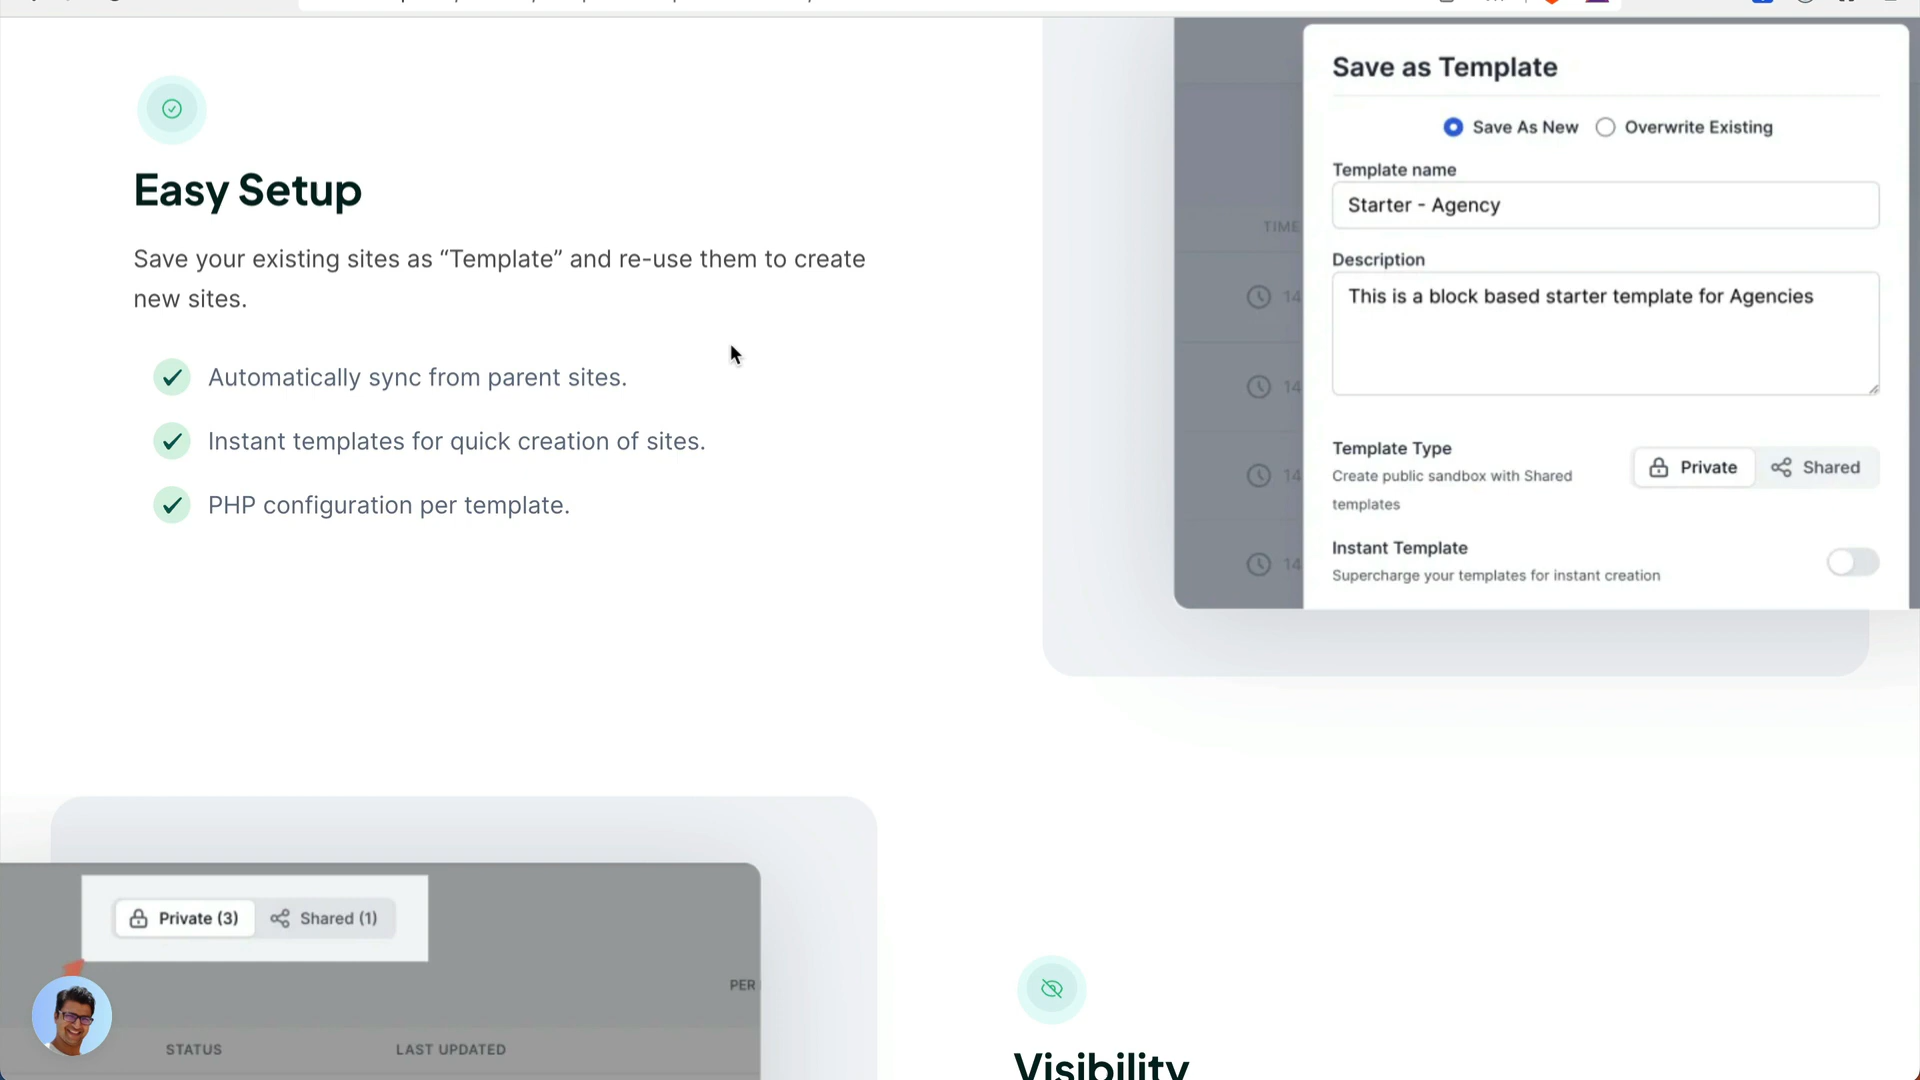 Easy Setup
Save your existing sites as “Template” and re-use them to create
new sites.
Automatically sync from parent sites.
Instant templates for quick creation of sites.
PHP configuration per template.
Save as Template
Save As New
Overwrite Existing
Template name
Starter - Agency
TIME
Description
This is a block based starter template for Agencies
14
14
14
14
Template Type
Create public sandbox with Shared
templates
Private
Shared
Instant Template
Supercharge your templates for instant creation
Private (3)
Shared (1)
PER
STATUS
LAST UPDATED
Visibility